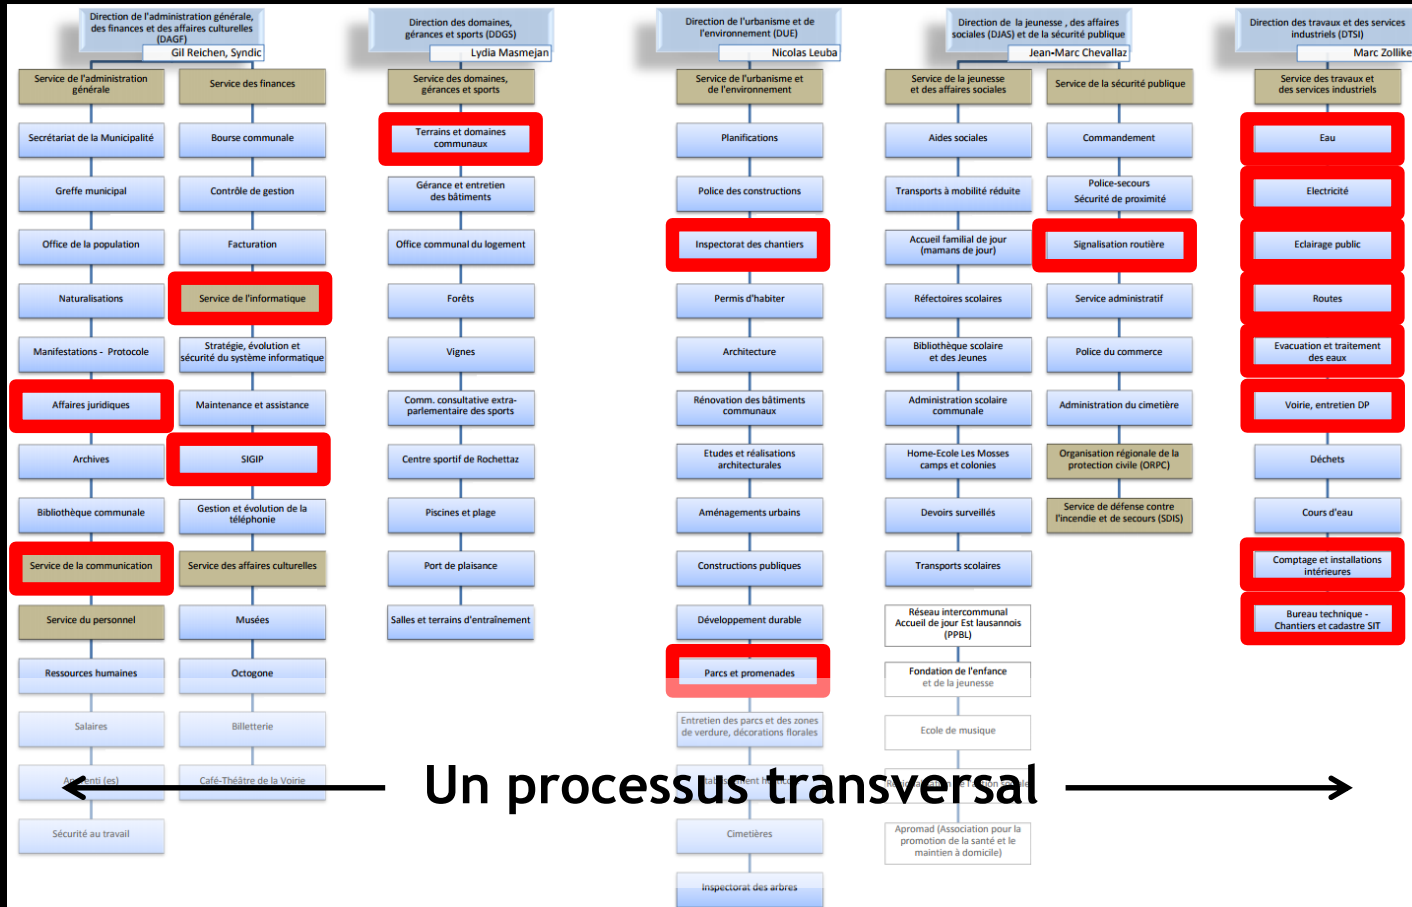 Direction de l'administration générale,
des finances et des affaires culturelles
(DAGF)
Gil Reichen, Syndic
Service de l'administration
générale
Secrétariat de la Municipalité
Greffe municipal
Office de la population
Naturalisations
Manifestations - Protocole
Affaires juridiques
Archives
Bibliothèque communale
Service de la communication
Service du personnel
Ressources humaines
Salaires
Sécurité au travail
Service des finances
Bourse communale
Contrôle de gestion
Facturation
Service de l'informatique
Stratégie, évolution et
sécurité du système informatique
Maintenance et assistance
SIGIP
Gestion et évolution de la
téléphonie
Service des affaires culturelles
Musées
Octogone
Billetterie
Café-Théâtre de la Voirie
Direction des domaines,
gérances et sports (DDGS)
Lydia Masmejan
Service des domaines,
gérances et sports
Terrains et domaines
communaux
Gérance et entretien
des bâtiments
Office communal du logement
Forêts
Vignes
Comm. consultative extra-
parlementaire des sports
Centre sportif de Rochettaz
Piscines et plage
Port de plaisance
Salles et terrains d'entraînement
Direction de l'urbanisme et de
l'environnement (DUE)
Nicolas Leuba
Service de l'urbanisme et
de l'environnement
Planifications
Police des constructions
Inspectorat des chantiers
Permis d'habiter
Architecture
Rénovation des bâtiments
communaux
Etudes et réalisations
architecturales
Aménagements urbains
Constructions publiques
Développement durable
Parcs et promenades
Entretien des parcs et des zones
de verdure, décorations florales
Cimetières
Inspectorat des arbres
Direction de la jeunesse , des affaires
sociales (DJAS) et de la sécurité publique
Jean-Marc Chevallaz
Service de la jeunesse
et des affaires sociales
Aides sociales
Transports à mobilité réduite
Accueil familial de jour
(mamans de jour)
Réfectoires scolaires
Bibliothèque scolaire
et des Jeunes
Administration scolaire
communale
Home-Ecole Les Mosses
camps et colonies
Devoirs surveillés
Transports scolaires
Réseau intercommunal
Accueil de jour Est lausannois
(PPBL)
Fondation de l'enfance
et de la jeunesse
Ecole de musique
Apromad (Association pour la
promotion de la santé et le
maintien à domicile)
Service de la sécurité publique
Commandement
Police-secours
Sécurité de proximité
Signalisation routière
Service administratif
Police du commerce
Administration du cimetière
Organisation régionale de la
protection civile (ORPC)
Service de défense contre
l'incendie et de secours (SDIS)
Direction des travaux et des services
industriels (DTSI)
Marc Zollike
Service des travaux et
des services industriels
Eau
Electricité
Eclairage public
Routes
Evacuation et traitement
des eaux
Voirie, entretien DP
Déchets
Cours d'eau
Comptage et installations
intérieures
Bureau technique -
Chantiers et cadastre SIT
Un processus transversal